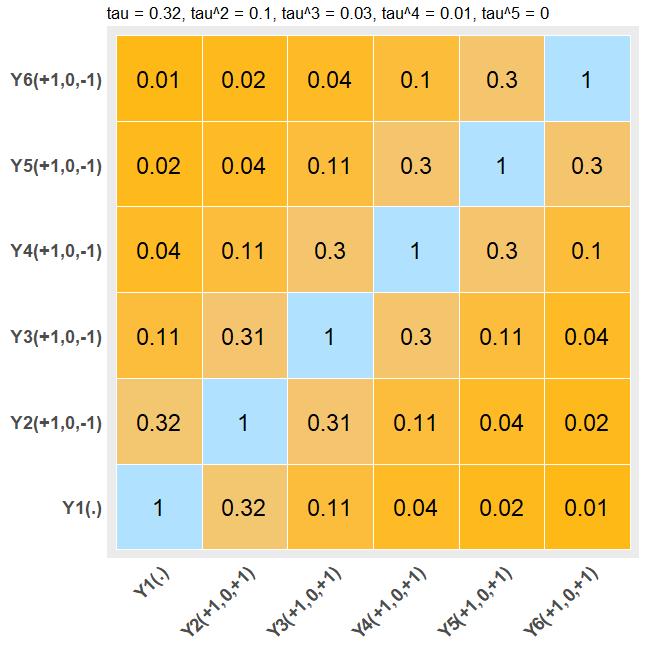 tau = 0.32, tau^2 = 0.1, tau^3 = 0.03, tau^4 = 0.01, tau^5 = 0
Y6(+1,0,-1) 0.01 0.02 0.04 0.1 0.3 1
Y5(+1,0,-1) 0.02 0.04 0.11 0.3 1 0.3
Y4(+1,0,-1) 0.04 0.11 0.3 1 0.3 0.1
Y3(+1,0,-1) 0.11 0.31 1 0.3 0.11 0.04
Y2(+1,0,-1) 0.32 1 0.31 0.11 0.04 0.02
Y1(.) 1 0.32 0.11 0.04 0.02 0.01
Y1(.) Y2(+1,0,+1) Y3(+1,0,+1) Y4(+1,0,+1) Y5(+1,0,+1) Y6(+1,0,+1)